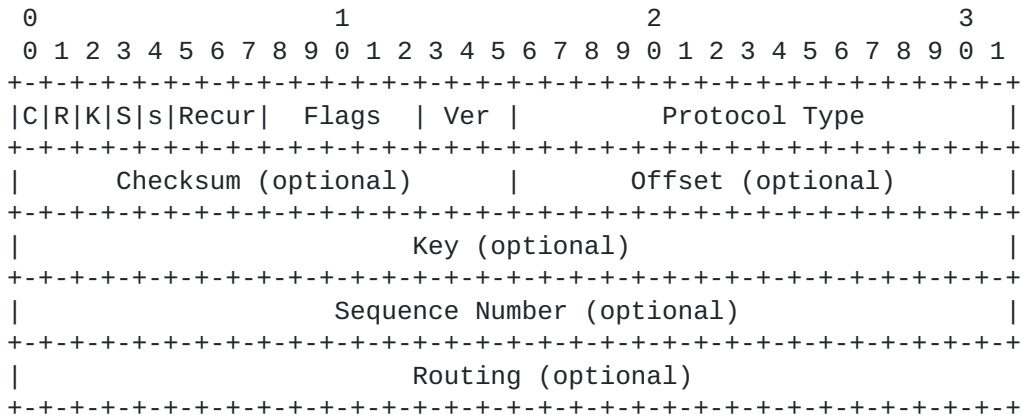 0                   1                   2                   3
 0 1 2 3 4 5 6 7 8 9 0 1 2 3 4 5 6 7 8 9 0 1 2 3 4 5 6 7 8 9 0 1
+-+-+-+-+-+-+-+-+-+-+-+-+-+-+-+-+-+-+-+-+-+-+-+-+-+-+-+-+-+-+-+-+
|C|R|K|S|s|Recur|  Flags  | Ver |         Protocol Type         |
+-+-+-+-+-+-+-+-+-+-+-+-+-+-+-+-+-+-+-+-+-+-+-+-+-+-+-+-+-+-+-+-+
|      Checksum (optional)      |       Offset (optional)       |
+-+-+-+-+-+-+-+-+-+-+-+-+-+-+-+-+-+-+-+-+-+-+-+-+-+-+-+-+-+-+-+-+
|                         Key (optional)                        |
+-+-+-+-+-+-+-+-+-+-+-+-+-+-+-+-+-+-+-+-+-+-+-+-+-+-+-+-+-+-+-+-+
|                    Sequence Number (optional)                 |
+-+-+-+-+-+-+-+-+-+-+-+-+-+-+-+-+-+-+-+-+-+-+-+-+-+-+-+-+-+-+-+-+
|                         Routing (optional)
+-+-+-+-+-+-+-+-+-+-+-+-+-+-+-+-+-+-+-+-+-+-+-+-+-+-+-+-+-+-+-+-+